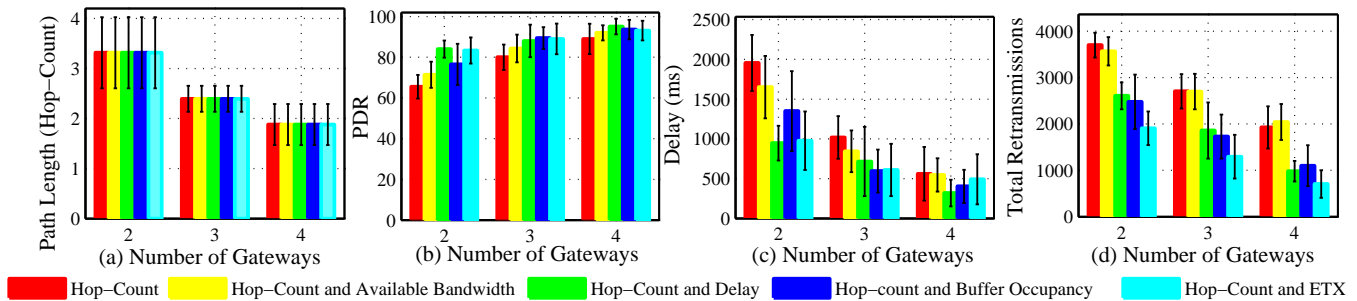 Path Length (Hop−Count)
4
3
2
1
0
2
3
4
(a) Number of Gateways
PDR
100
80
60
40
20
0
2
3
4
(b) Number of Gateways
Delay (ms)
2500
2000
1500
1000
500
0
2
3
4
(c) Number of Gateways
Total Retransmissions
4000
3000
2000
1000
0
2
3
4
(d) Number of Gateways
Hop−Count
Hop−Count and Available Bandwidth
Hop−Count and Delay
Hop−count and Buffer Occupancy
Hop−Count and ETX